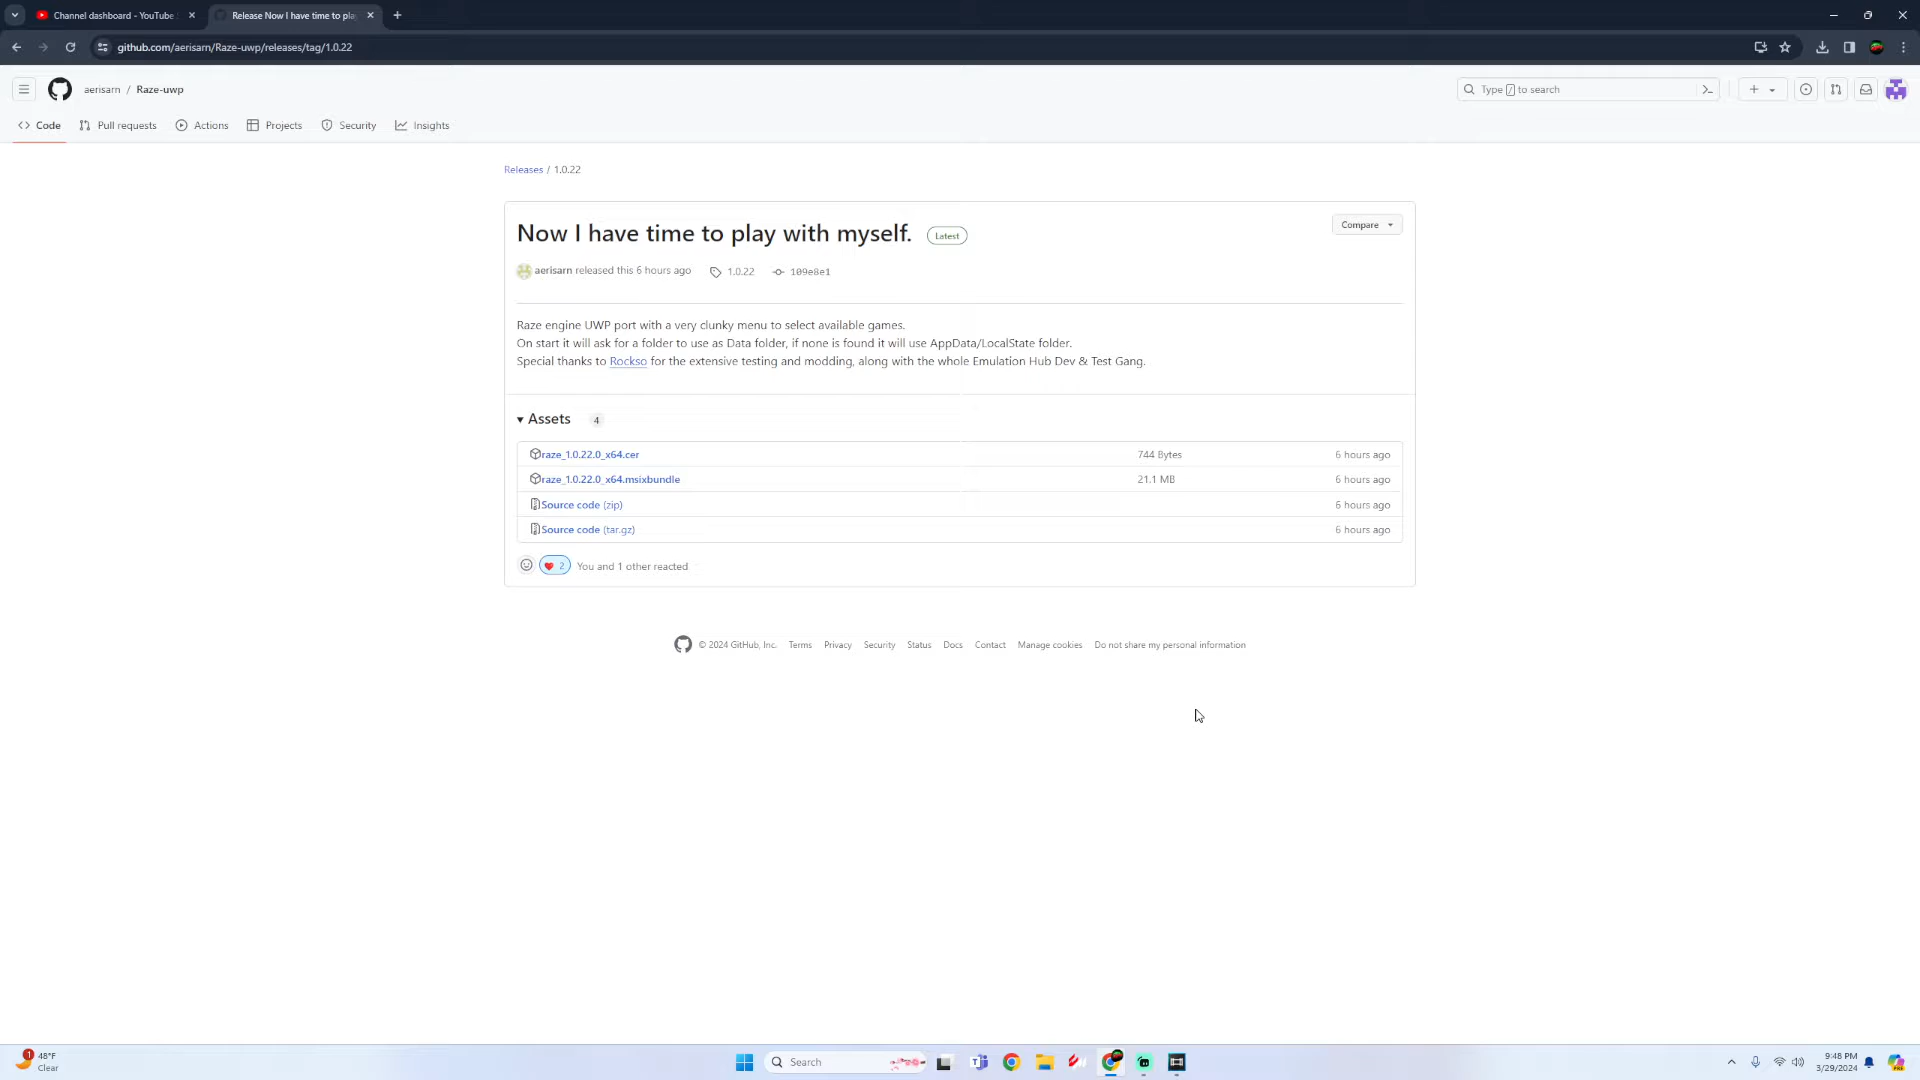 Channel dashboard - YouTube
Release Now I have time to pla
github.com/aerisarn/Raze-uwp/releases/tag/1.0.22
aerisarn / Raze-uwp
Type / to search
Code
Pull requests
Actions
Projects
Security
Insights
Releases / 1.0.22
Now I have time to play with myself.
Latest
Compare
aerisarn released this 6 hours ago
1.0.22
109e8e1
Raze engine UWP port with a very clunky menu to select available games.
On start it will ask for a folder to use as Data folder, if none is found it will use AppData/LocalState folder.
Special thanks to Rockso for the extensive testing and modding, along with the whole Emulation Hub Dev & Test Gang.
Assets 4
raze_1.0.22.0_x64.cer 744 Bytes 6 hours ago
raze_1.0.22.0_x64.msixbundle 21.1 MB 6 hours ago
Source code (zip) 6 hours ago
Source code (tar.gz) 6 hours ago
2 You and 1 other reacted
© 2024 GitHub, Inc. Terms Privacy Security Status Docs Contact Manage cookies Do not share my personal information
1
48°F
Clear
Search
9:48 PM
3/29/2024